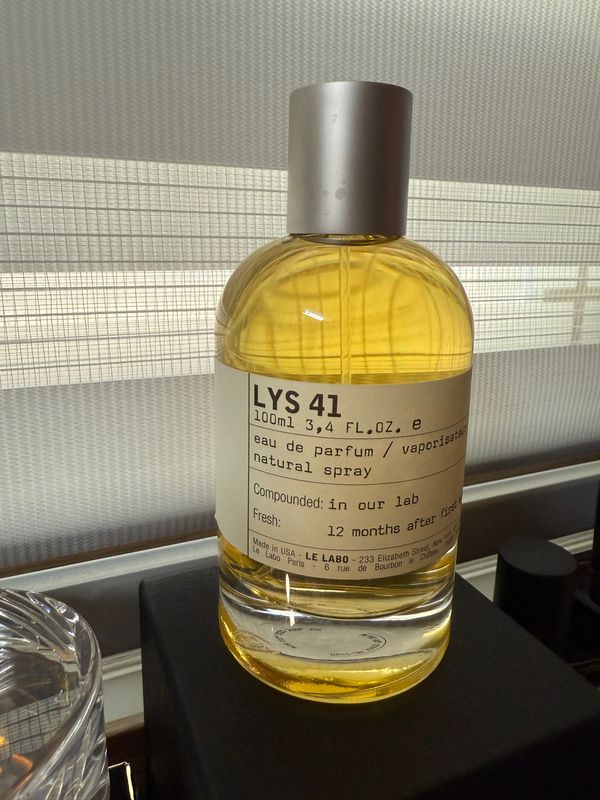 LYS 41
100ml 3,4 FL.OZ. e
eau de parfum / 
natural spray
Compounded: in our lab
Fresh:
12 months after first
Made in USA - LE LABO - 233 Elizabeth Street New
Le Labo Paris - 6 rue de Bourbon le Château